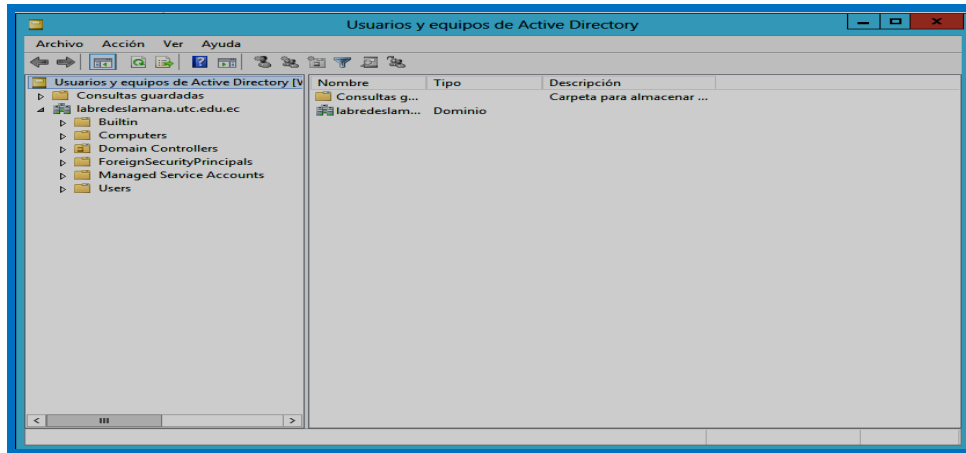 Usuarios y equipos de Active Directory
Archivo Acción Ver Ayuda
Usuarios y equipos de Active Directory [V
Consultas guardadas
labredeslamana.utc.edu.ec
Builtin
Computers
Domain Controllers
ForeignSecurityPrincipals
Managed Service Accounts
Users
Nombre Tipo Descripción
Consultas g... Carpeta para almacenar ...
labredeslam... Dominio